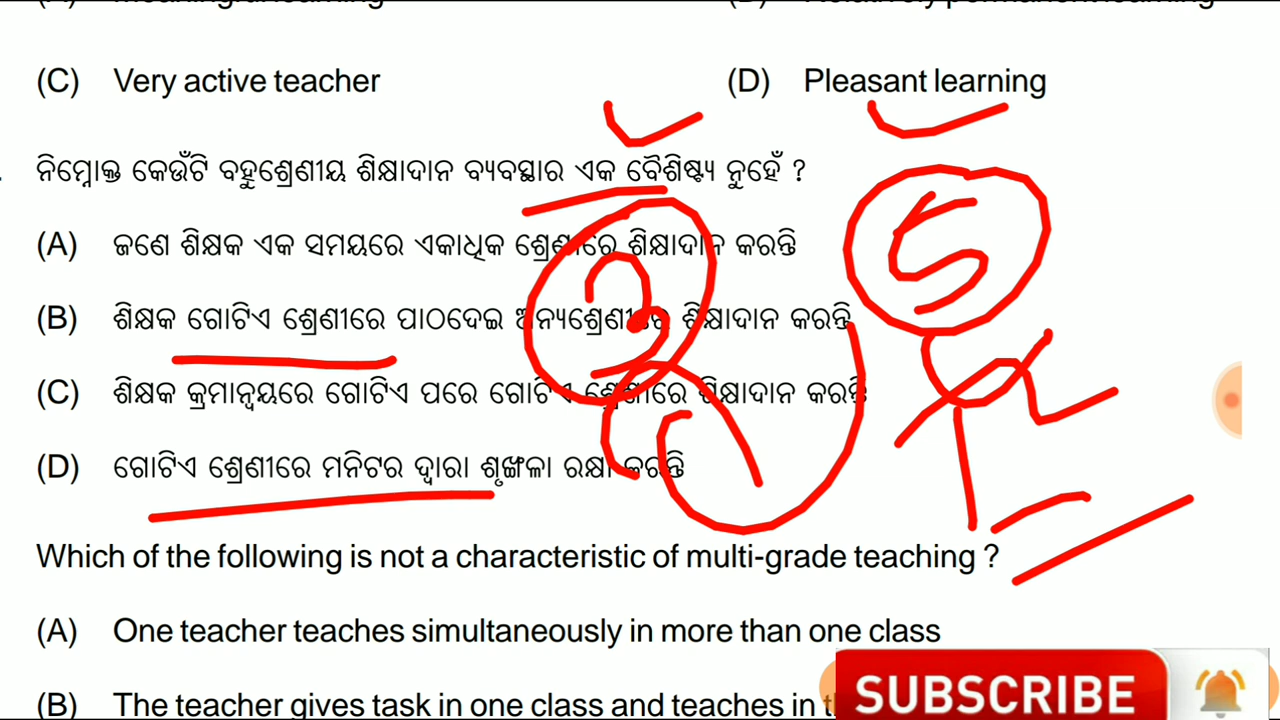 (C) Very active teacher (D) Pleasant learning
ନିମ୍ନୋକ୍ତ କେଉଁଟି ବହୁଶ୍ରେଣୀୟ ଶିକ୍ଷାଦାନ ବ୍ୟବସ୍ଥାର ଏକ ବୈଶିଷ୍ଟ୍ୟ ନୁହେଁ ?
(A) ଜଣେ ଶିକ୍ଷକ ଏକ ସମୟରେ ଏକାଧିକ ଶ୍ରେଣୀରେ ଶିକ୍ଷାଦାନ କରନ୍ତି
5
2
(B) ଶିକ୍ଷକ ଗୋଟିଏ ଶ୍ରେଣୀରେ ପାଠଦେଇ ଅନ୍ୟଶ୍ରେଣୀରେ ଶିକ୍ଷାଦାନ କରନ୍ତି
(C) ଶିକ୍ଷକ କ୍ରମାନ୍ୱୟରେ ଗୋଟିଏ ପରେ ଗୋଟିଏ ଶ୍ରେଣୀରେ ଶିକ୍ଷାଦାନ କରନ୍ତି
(D) ଗୋଟିଏ ଶ୍ରେଣୀରେ ମନିଟର ଦ୍ୱାରା ଶୃଙ୍ଖଳା ରକ୍ଷା କରନ୍ତି
Which of the following is not a characteristic of multi-grade teaching ?
(A) One teacher teaches simultaneously in more than one class
(B) The teacher gives task in one class and teaches in
SUBSCRIBE